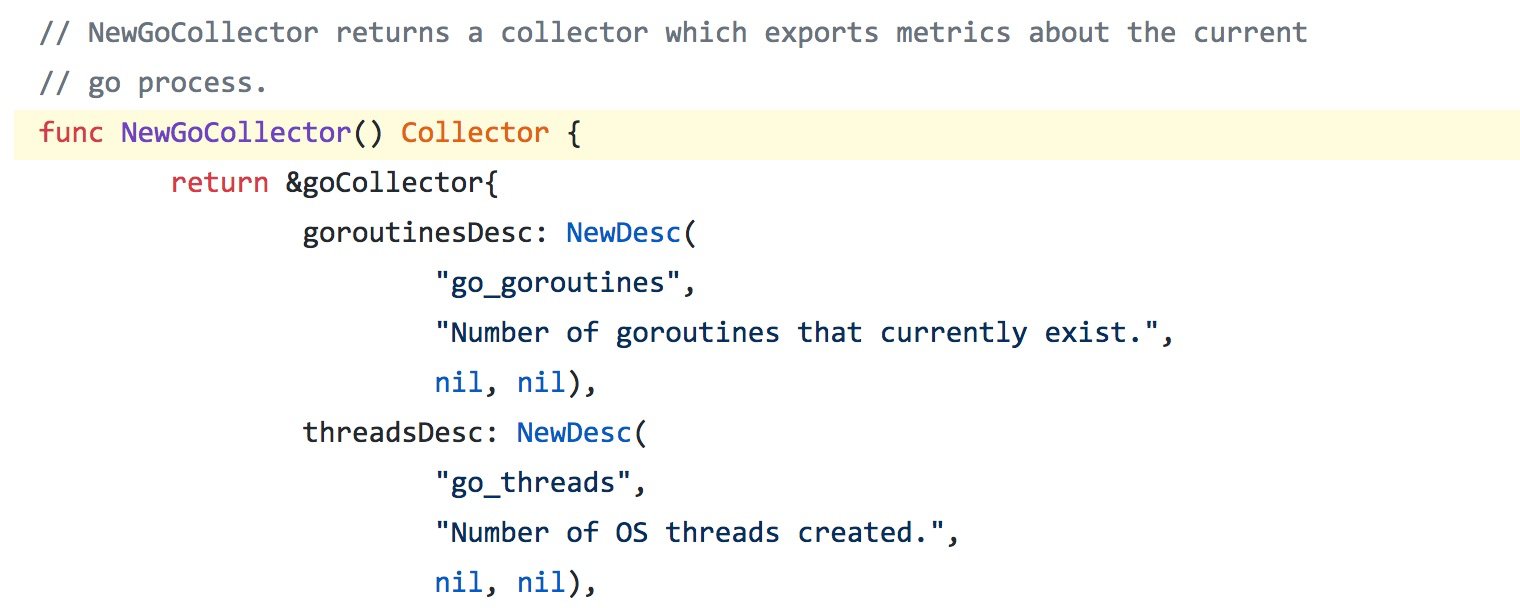 // NewGoCollector returns a collector which exports metrics about the current
// go process.
func NewGoCollector() Collector {
return &goCollector{
goroutinesDesc: NewDesc(
"go_goroutines",
"Number of goroutines that currently exist.",
nil, nil),
threadsDesc: NewDesc(
"go_threads",
"Number of OS threads created.",
nil, nil),